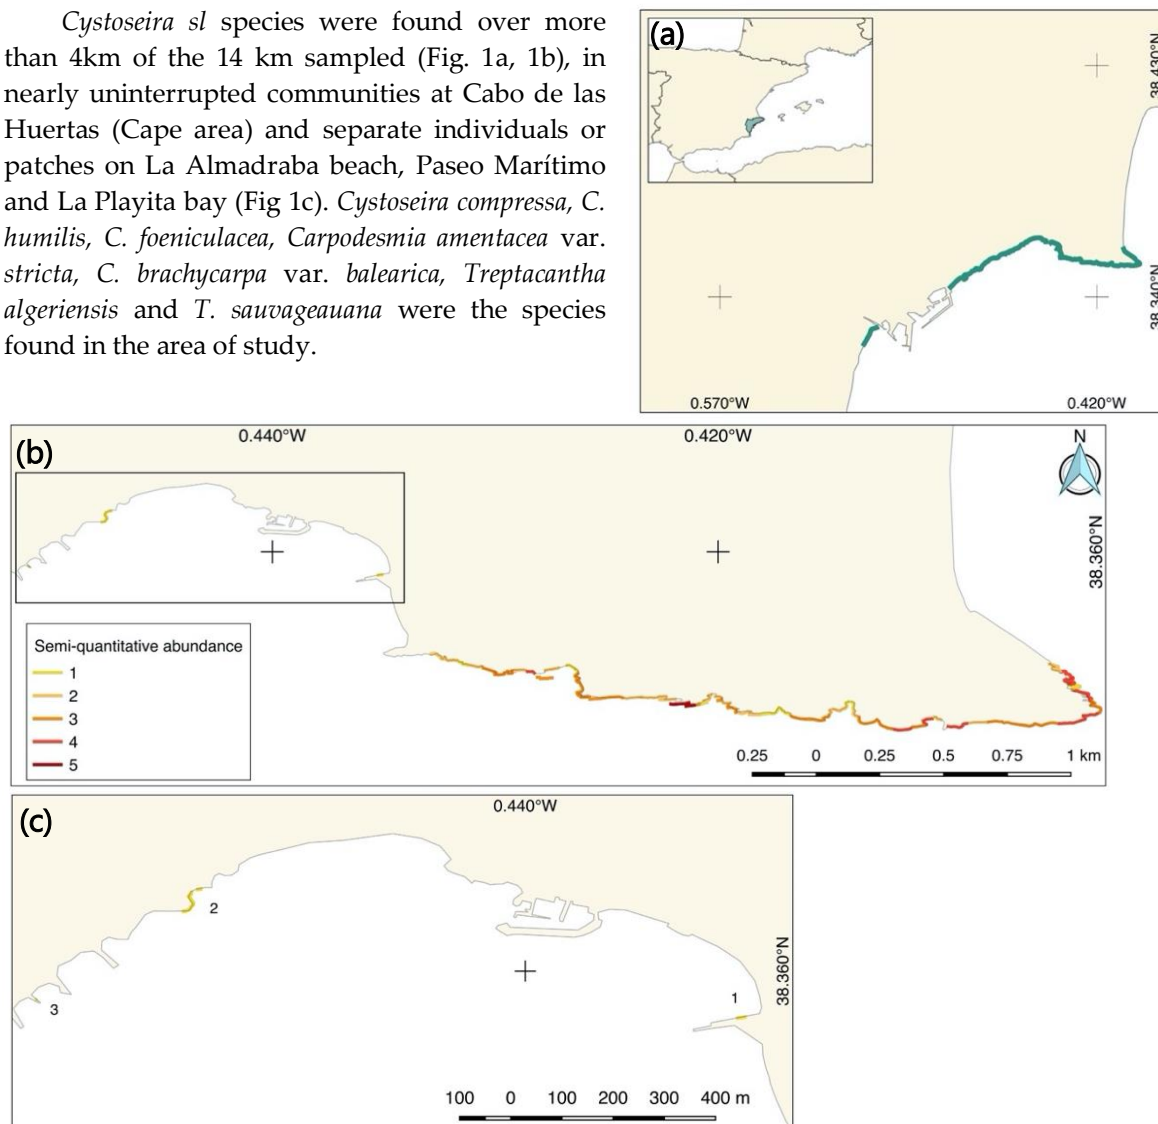 Cystoseira sl species were found over more
than 4km of the 14 km sampled (Fig. 1a, 1b), in
nearly uninterrupted communities at Cabo de las
Huertas (Cape area) and separate individuals or
patches on La Almadraba beach, Paseo Marítimo
and La Playita bay (Fig 1c). Cystoseira compressa, C.
humilis, C. foeniculacea, Carpodesmia amentacea var.
stricta, C. brachycarpa var. balearica, Treptacantha
algeriensis and T. sauvageauana were the species
found in the area of study.
(a)
38.430°N
38.340°N
0.570°W
0.420°W
(b)
0.440°W
0.420°W
N
38.360°N
Semi-quantitative abundance
1
2
3
4
5
0.25 0 0.25 0.5 0.75 1 km
(c)
0.440°W
2
38.360°N
1
3
100 0 100 200 300 400 m